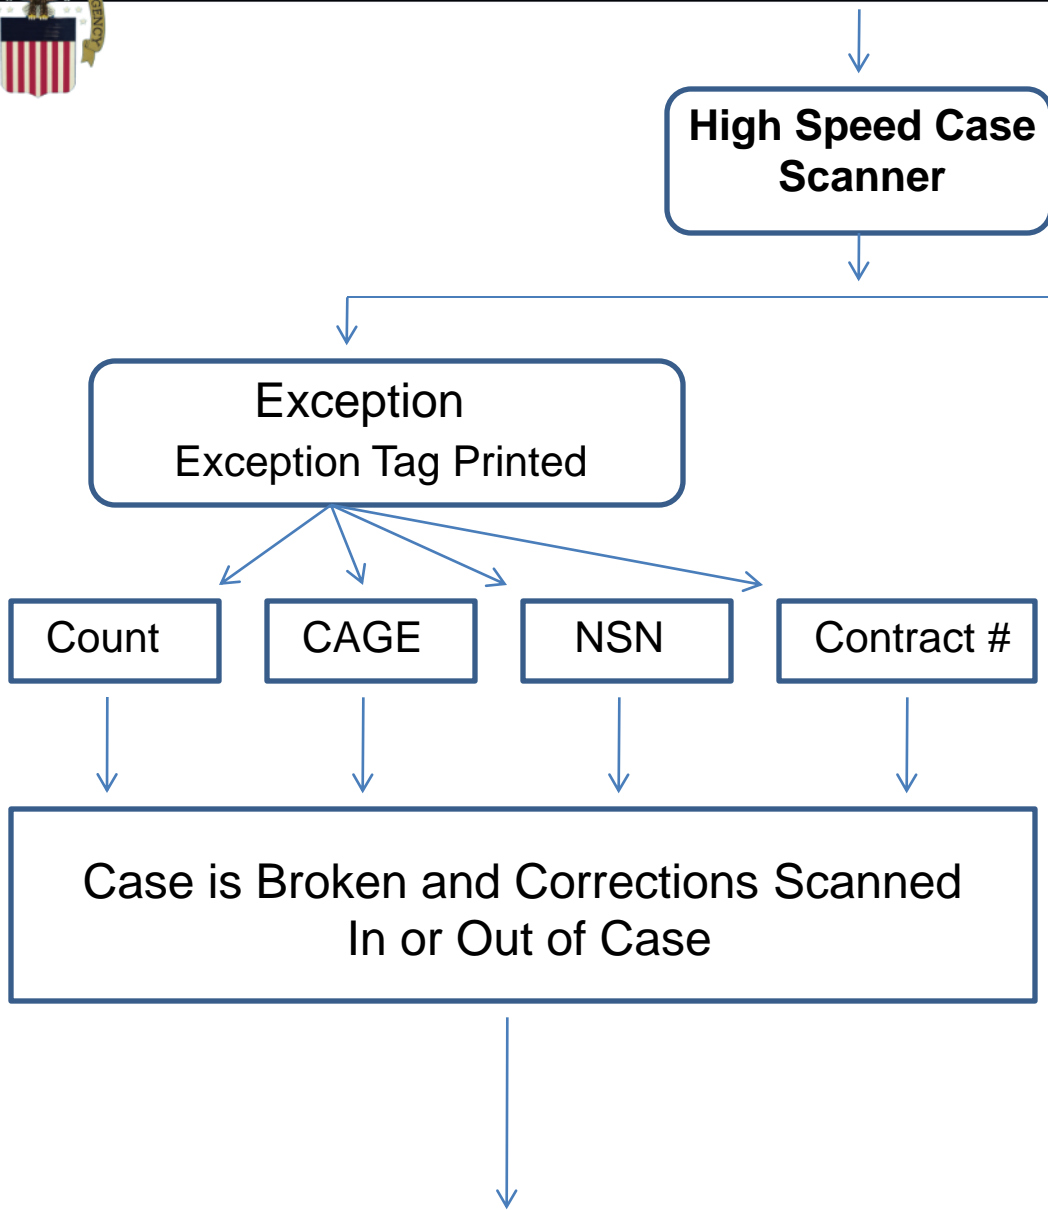 GENCY
High Speed Case
Scanner
Exception
Exception Tag Printed
Count
CAGE
NSN
Contract #
Case is Broken and Corrections Scanned
In or Out of Case